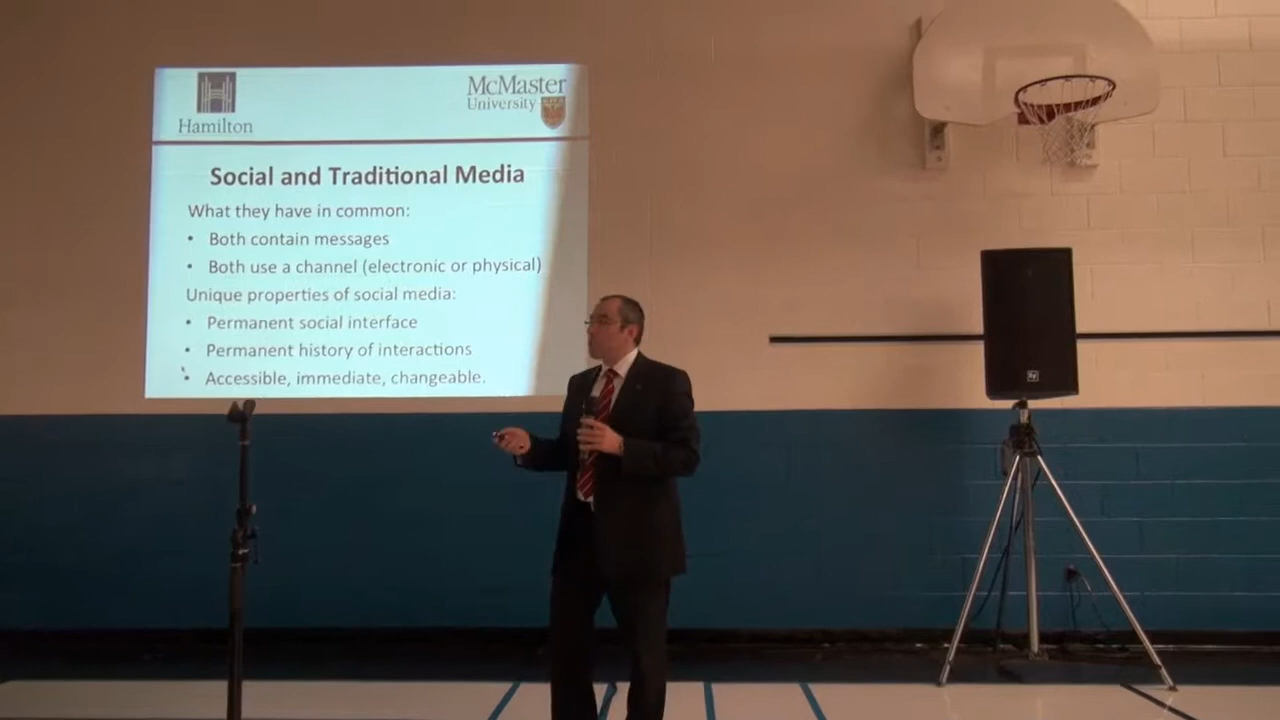 Hamilton
McMaster
University
Social and Traditional Media
What they have in common:
• Both contain messages
• Both use a channel (electronic or physical)
Unique properties of social media:
• Permanent social interface
• Permanent history of interactions
• Accessible, immediate, changeable.
EV